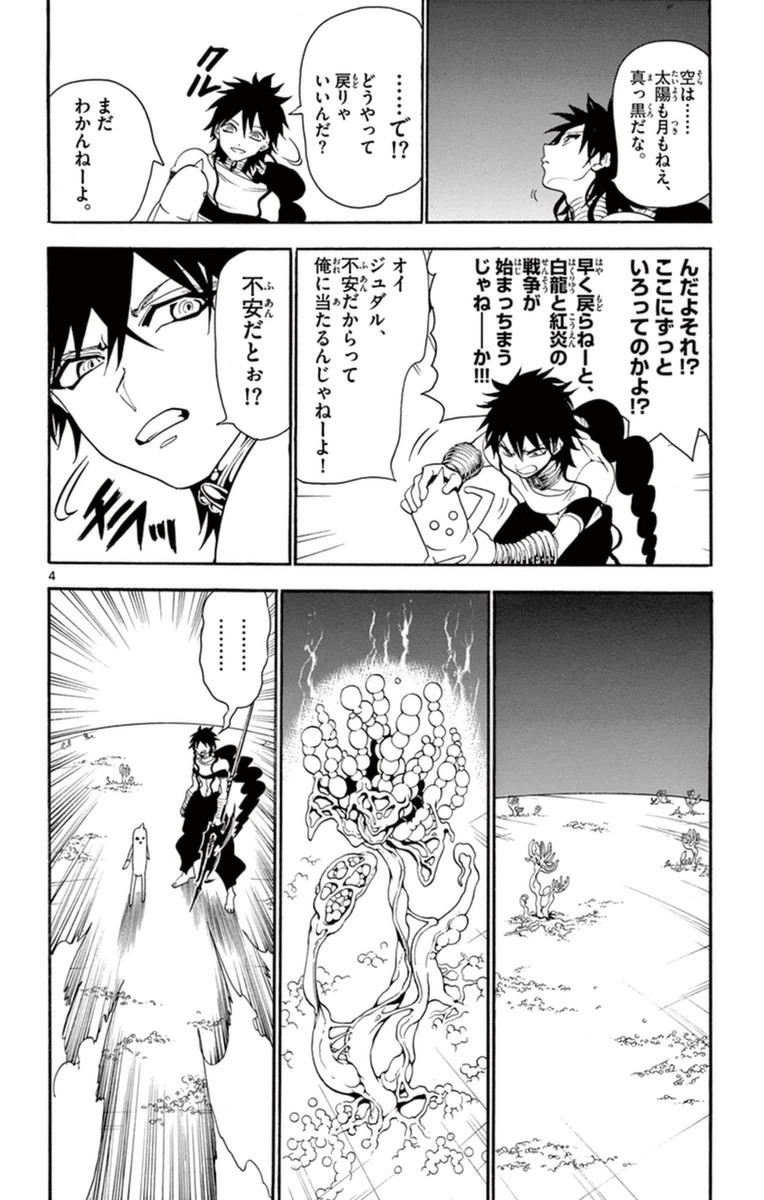 空は……
太陽も月もねえ、
真っ黒だな。
……で!?
どうやって
戻りゃ
いいんだ?
クル
まだ
わかんねーよ。
んだよそれ!?
ここにずっと
いろってのかよ!?
早く戻らねーと、
白龍と紅炎の
戦争が
始まっちまう
じゃねーか!!!
オイ
ジュダル、
不安だからって
俺に当たるんじゃねーよ!
不安だとぉ!?
4
………
………